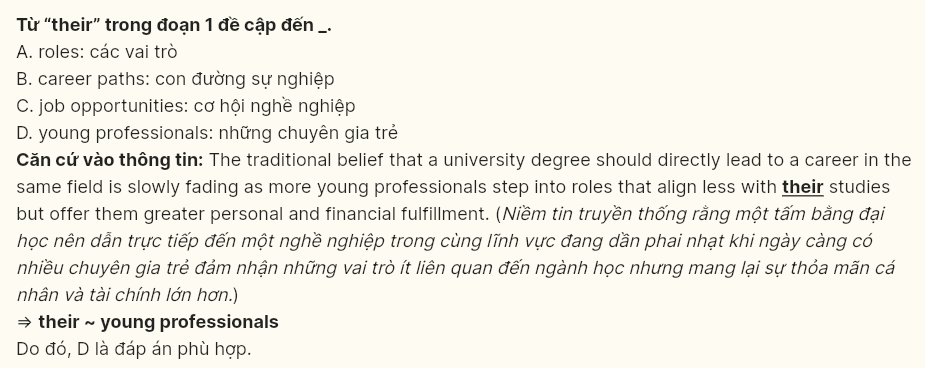 Từ “their” trong đoạn 1 đề cập đến _.
A. roles: các vai trò
B. career paths: con đường sự nghiệp
C. job opportunities: cơ hội nghề nghiệp
D. young professionals: những chuyên gia trẻ
Căn cứ vào thông tin: The traditional belief that a university degree should directly lead to a career in the
same field is slowly fading as more young professionals step into roles that align less with their studies
but offer them greater personal and financial fulfillment. (Niềm tin truyền thống rằng một tấm bằng đại
học nên dẫn trực tiếp đến một nghề nghiệp trong cùng lĩnh vực đang dần phai nhạt khi ngày càng có
nhiều chuyên gia trẻ đảm nhận những vai trò ít liên quan đến ngành học nhưng mang lại sự thỏa mãn cá
nhân và tài chính lớn hơn.)
⇒ their ~ young professionals
Do đó, D là đáp án phù hợp.